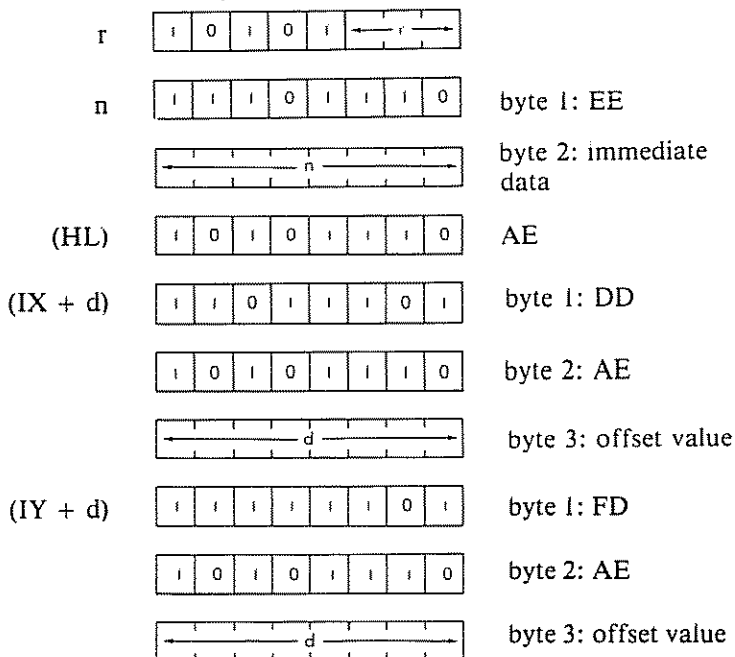 r 1 0 1 0 1 r
n 1 1 1 0 1 1 1 0 byte 1: EE
n byte 2: immediate
data
(HL) 1 0 1 0 1 1 1 0 AE
(IX + d) 1 1 0 1 1 1 0 1 byte 1: DD
1 0 1 0 1 1 1 0 byte 2: AE
d byte 3: offset value
(IY + d) 1 1 1 1 1 1 0 1 byte 1: FD
1 0 1 0 1 1 1 0 byte 2: AE
d byte 3: offset value